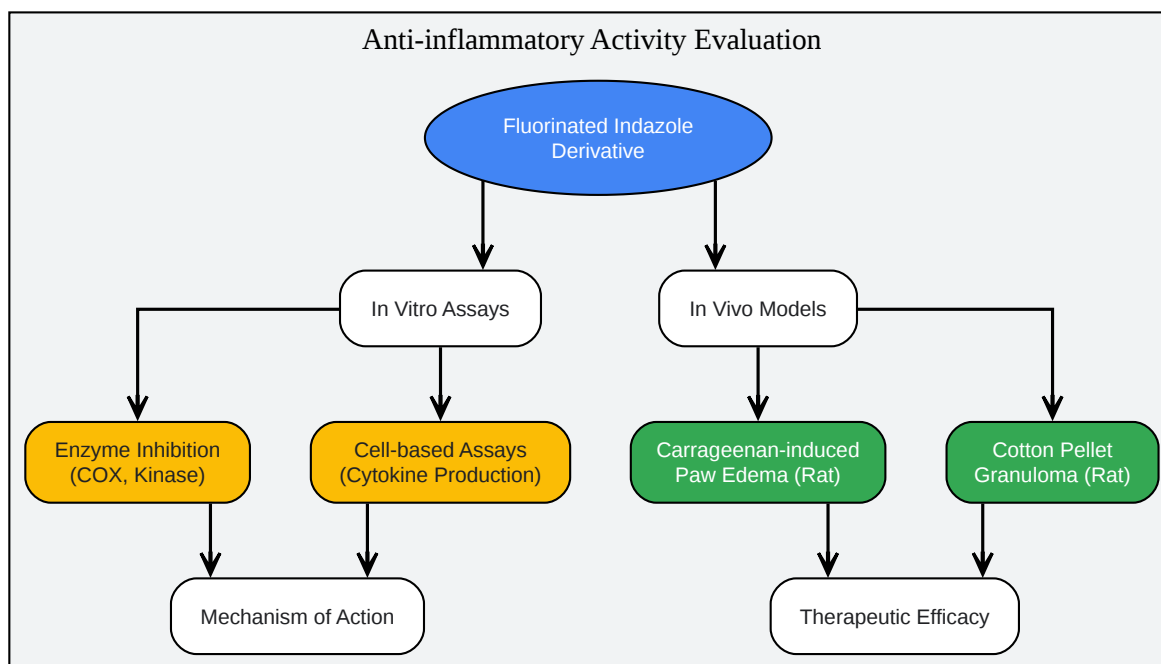 Anti-inflammatory Activity Evaluation
Fluorinated Indazole
Derivative
In Vitro Assays
In Vivo Models
Enzyme Inhibition
(COX, Kinase)
Cell-based Assays
(Cytokine Production)
Carrageenan-induced
Paw Edema (Rat)
Cotton Pellet
Granuloma (Rat)
Mechanism of Action
Therapeutic Efficacy